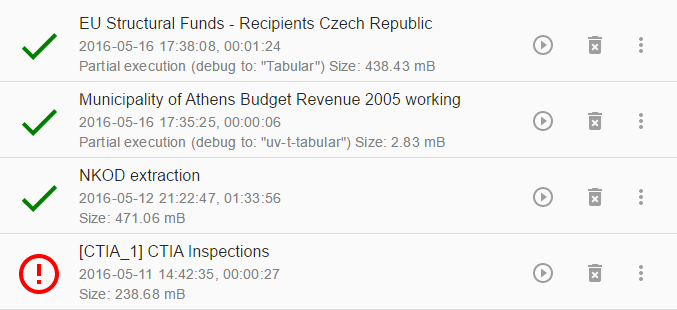 EU Structural Funds - Recipients Czech Republic
2016-05-16 17:38:08, 00:01:24
Partial execution (debug to: "Tabular") Size: 438.43 mB
Municipality of Athens Budget Revenue 2005 working
2016-05-16 17:35:25, 00:00:06
Partial execution (debug to: "uv-t-tabular") Size: 2.83 mB
NKOD extraction
2016-05-12 21:22:47, 01:33:56
Size: 471.06 mB
[CTIA_1] CTIA Inspections
2016-05-11 14:42:35, 00:00:27
Size: 238.68 mB